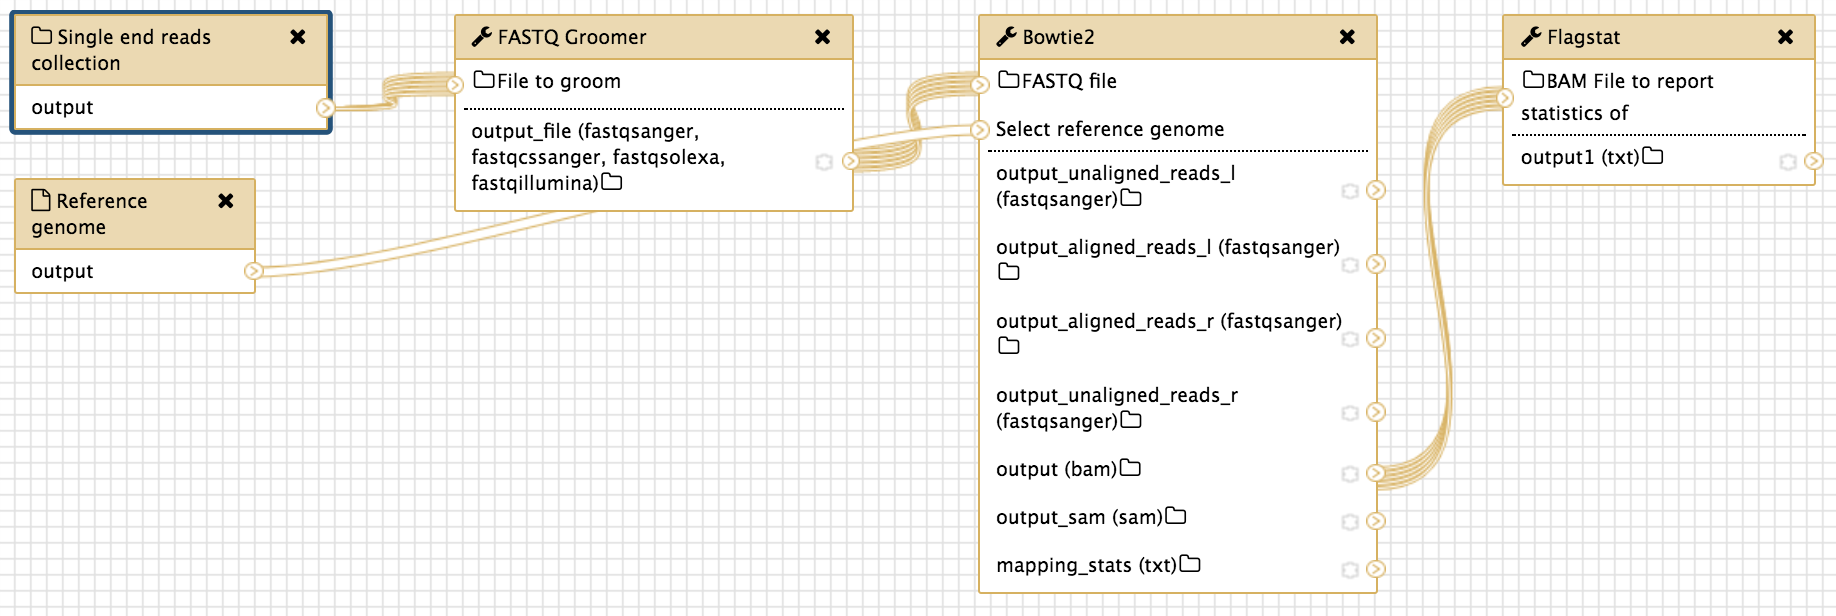 Single end reads
collection
output
Reference
genome
output
FASTQ Groomer
File to groom
output_file (fastqsanger,
fastqcssanger, fastqsolexa,
fastqillumina)
Bowtie2
FASTQ file
Select reference genome
output_unaligned_reads_l
(fastqsanger)
output_aligned_reads_l (fastqsanger)
output_aligned_reads_r (fastqsanger)
output_unaligned_reads_r
(fastqsanger)
output (bam)
output_sam (sam)
mapping_stats (txt)
Flagstat
BAM File to report
statistics of
output1 (txt)